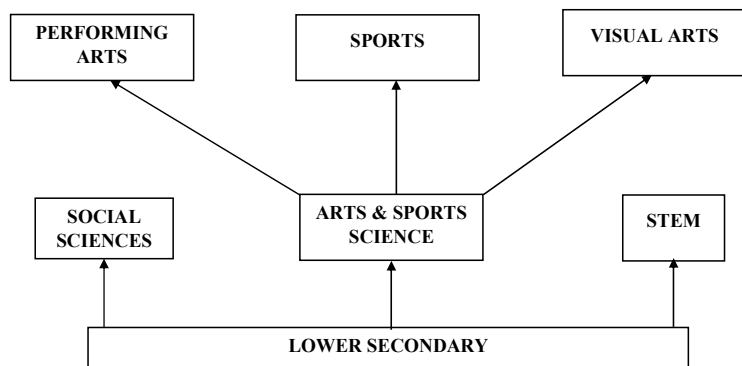 PERFORMING
ARTS
SPORTS
VISUAL ARTS
SOCIAL
SCIENCES
ARTS & SPORTS
SCIENCE
STEM
LOWER SECONDARY